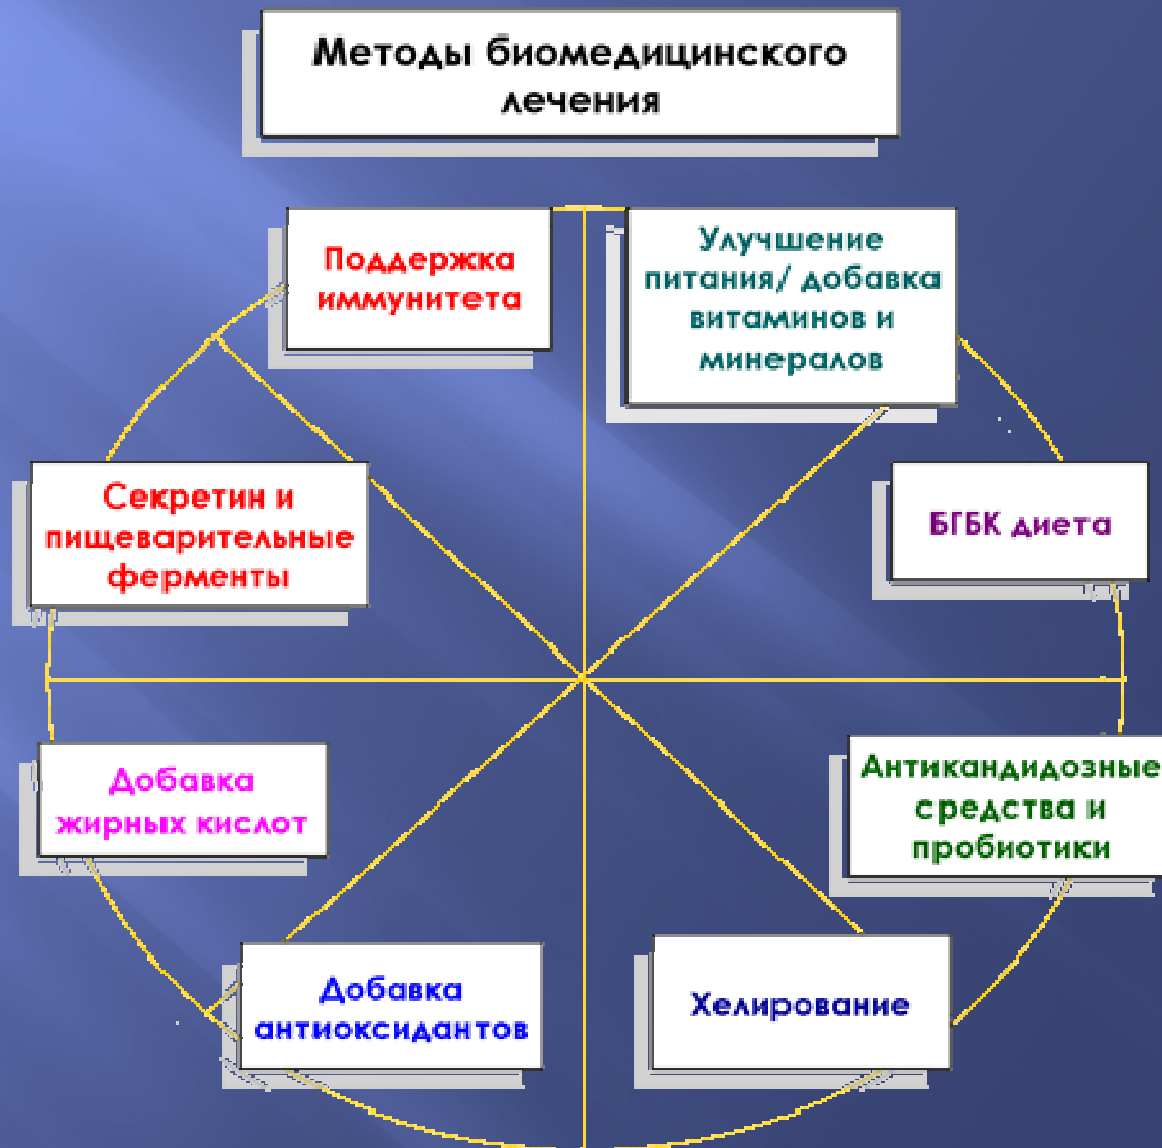 Методы биомедицинского
лечения
Поддержка
иммунитета
Улучшение
питания/ добавка
витаминов и
минералов
Секретин и
пищеварительные
ферменты
БГБК диета
Добавка
жирных кислот
Антикандидозные
средства и
пробиотики
Добавка
антиоксидантов
Хелирование